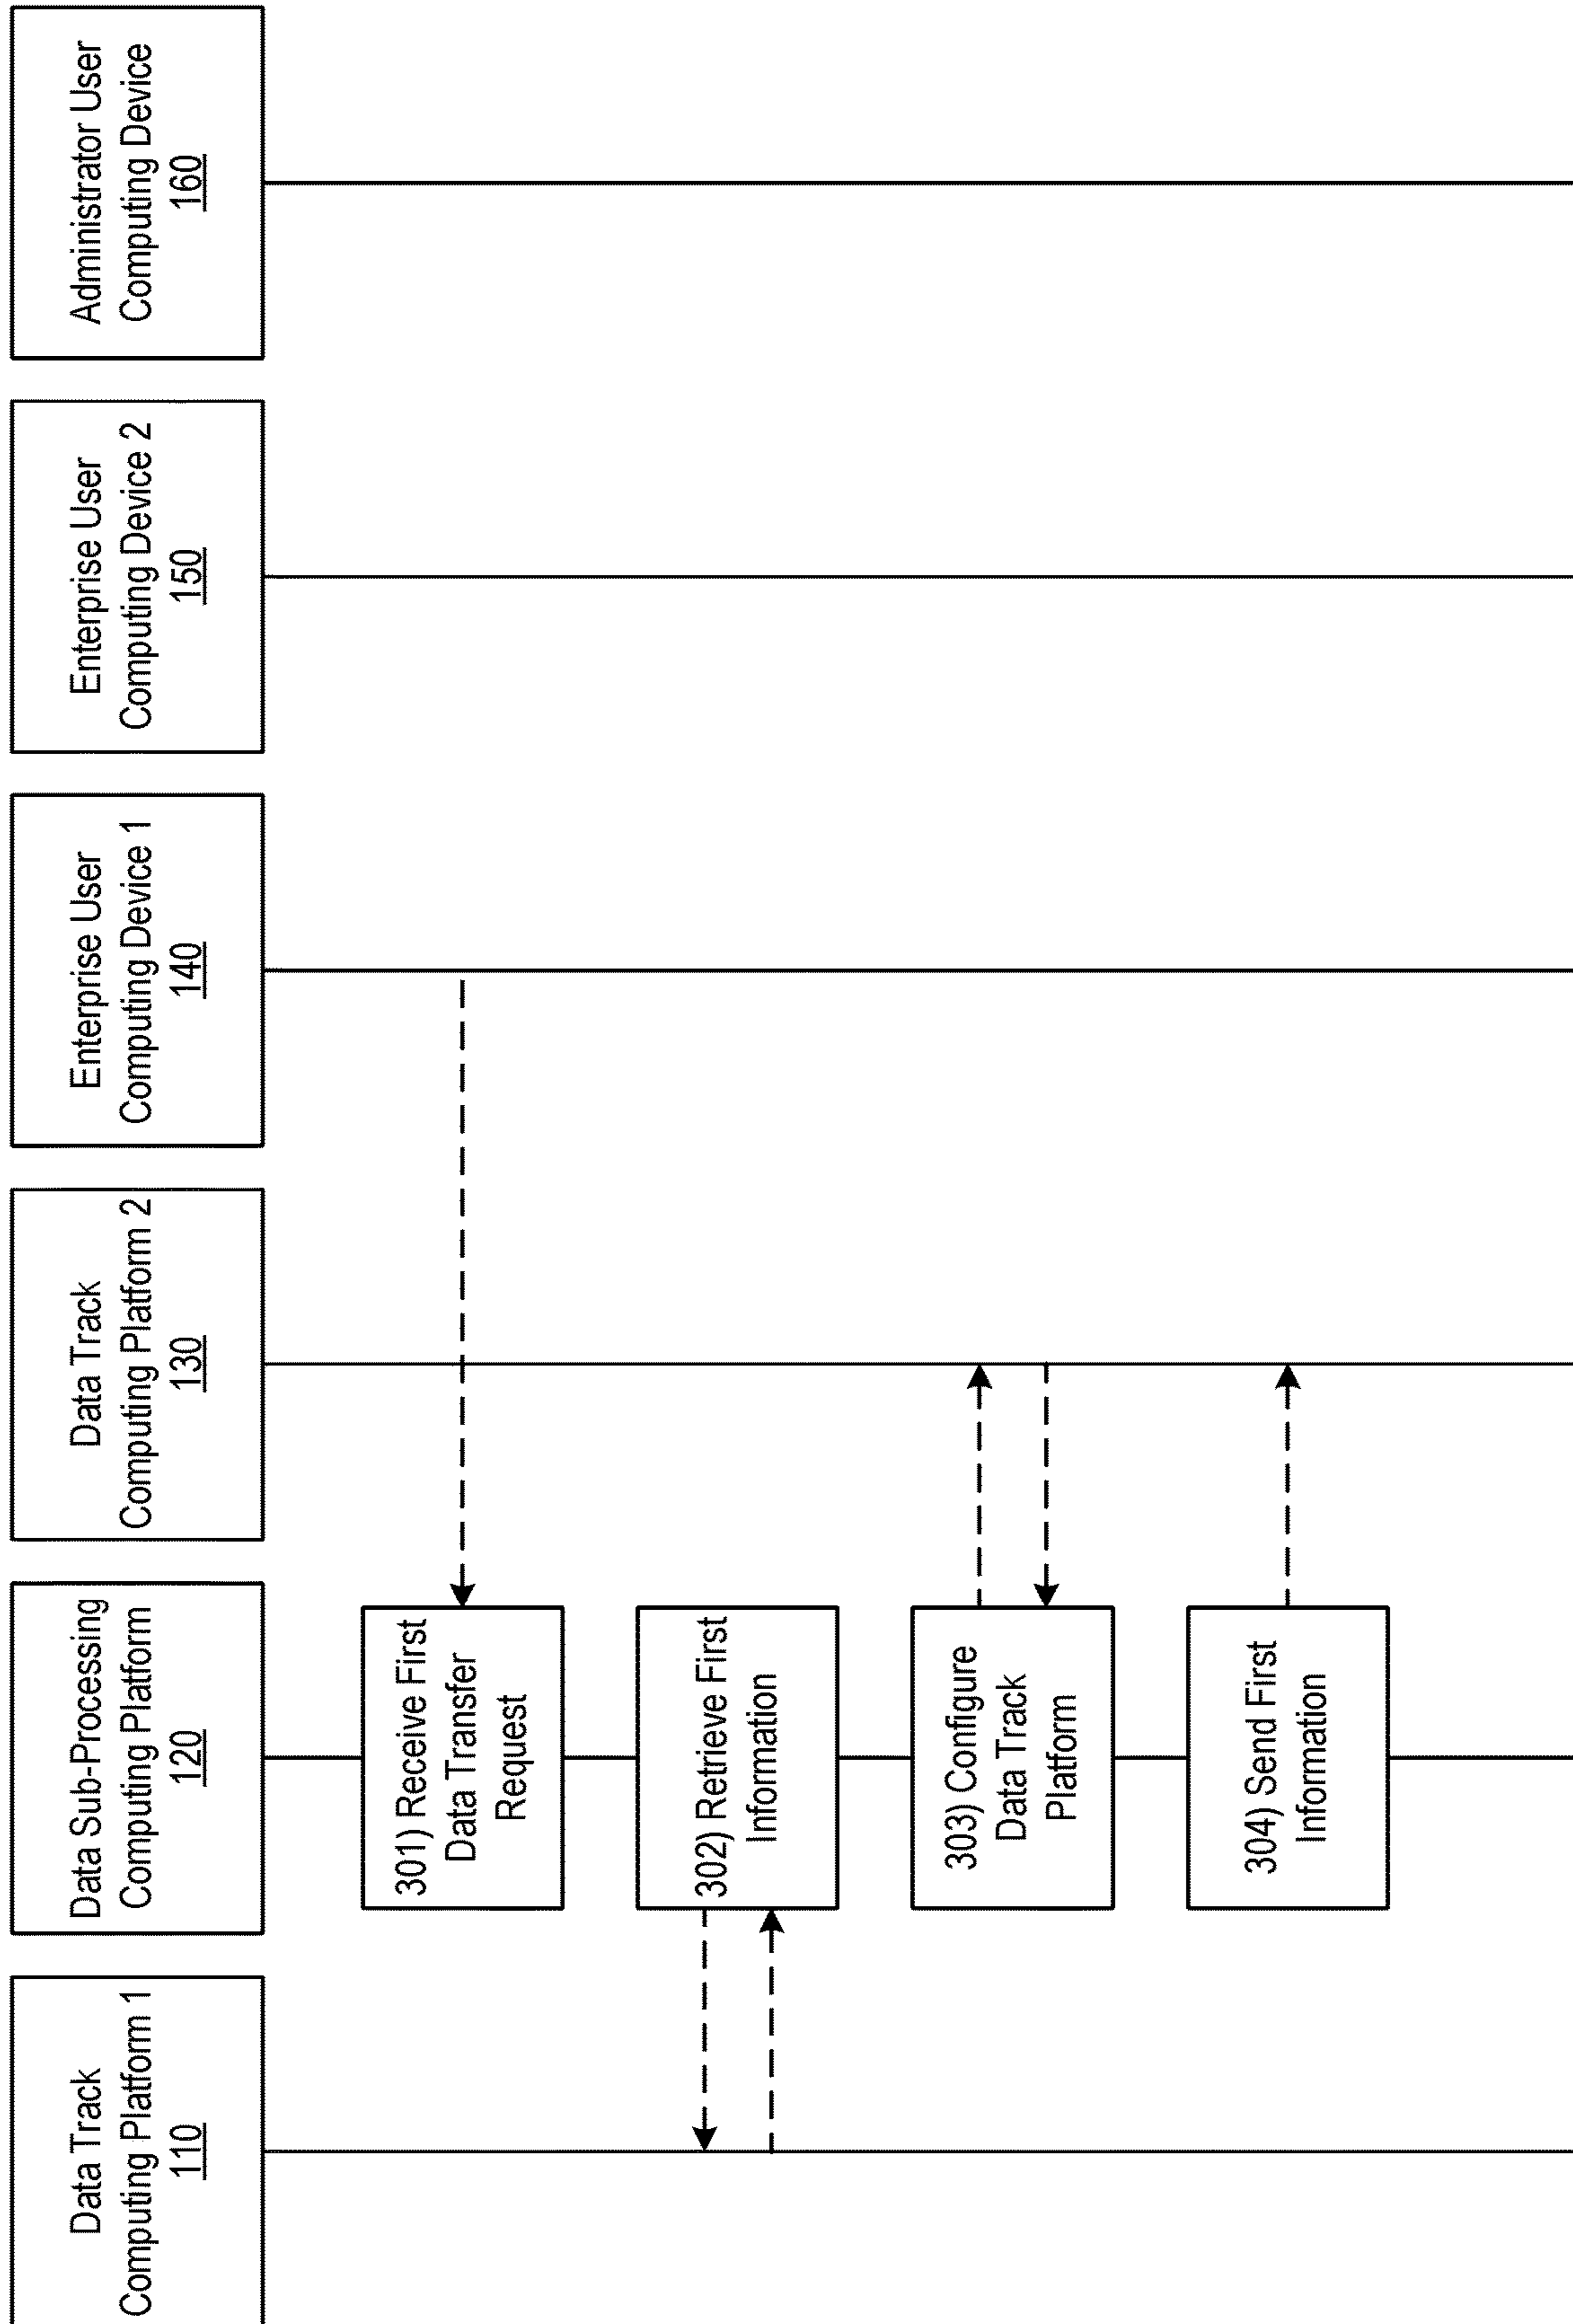 Data Track
Computing Platform 1
110
Data Sub-Processing
Computing Platform
120
Data Track
Computing Platform 2
130
Enterprise User
Computing Device 1
140
Enterprise User
Computing Device 2
150
Administrator User
Computing Device
160
301) Receive First
Data Transfer
Request
302) Retrieve First
Information
303) Configure
Data Track
Platform
304) Send First
Information